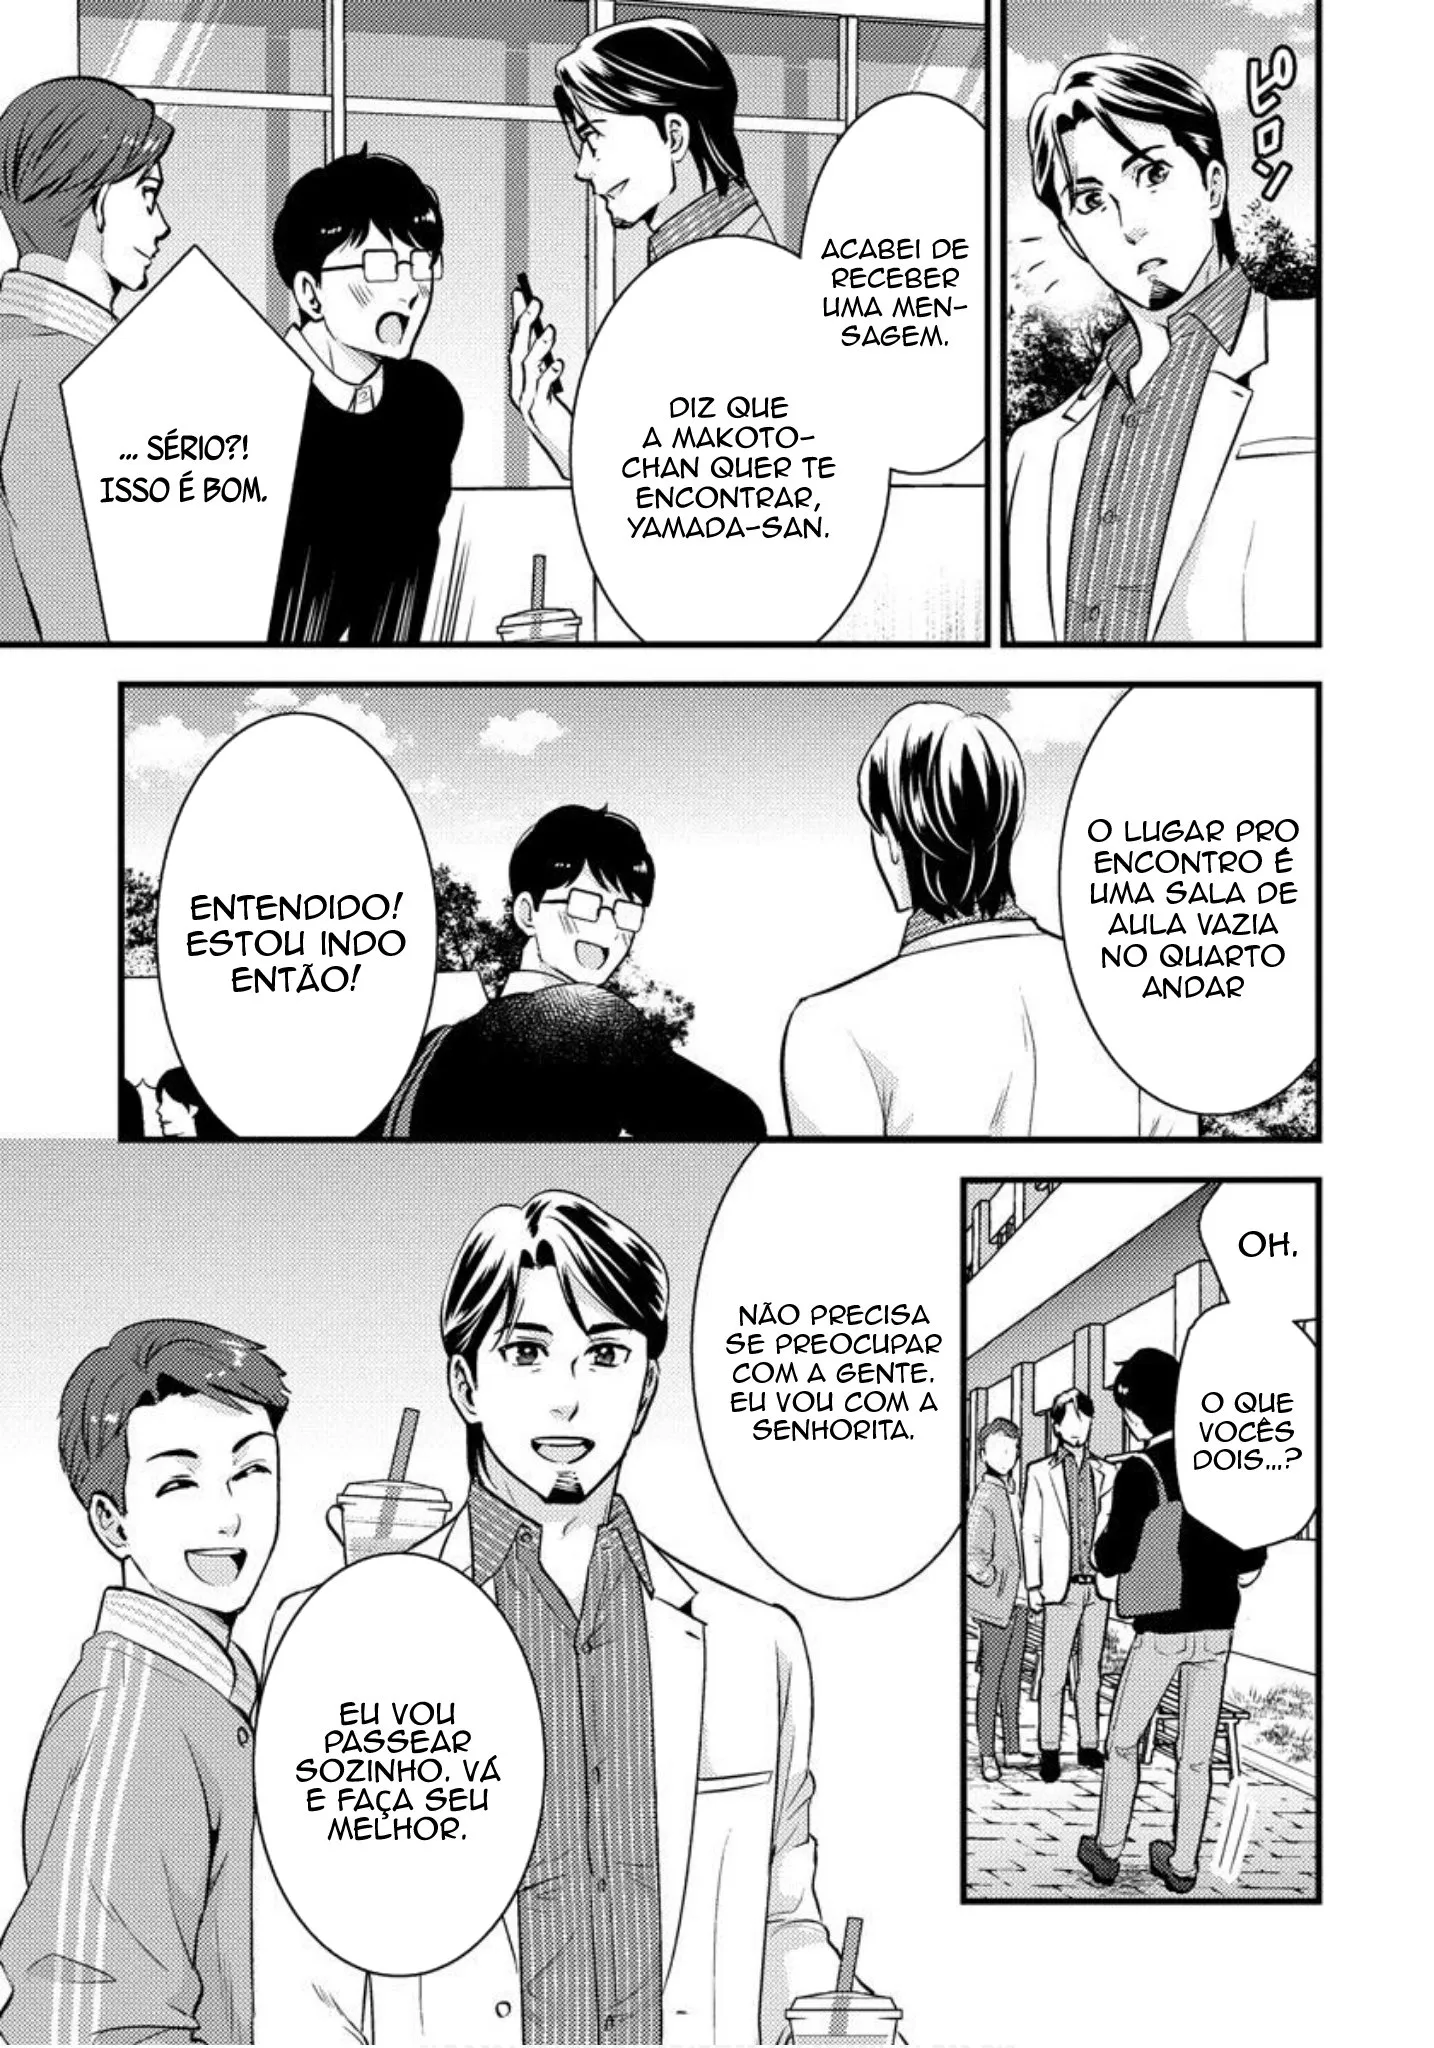 ピロン
ACABEI DE
RECEBER
UMA MEN-
SAGEM.
DIZ QUE
A MAKOTO-
CHAN QUER TE
ENCONTRAR,
YAMADA-SAN.
... SÉRIO?!
ISSO É BOM.
O LUGAR PRO
ENCONTRO É
UMA SALA DE
AULA VAZIA
NO QUARTO
ANDAR
ENTENDIDO!
ESTOU INDO
ENTÃO!
OH.
O QUE
VOCÊS
DOIS...?
NÃO PRECISA
SE PREOCUPAR
COM A GENTE.
EU VOU COM A
SENHORITA.
EU VOU
PASSEAR
SOZINHO. VÁ
E FAÇA SEU
MELHOR.